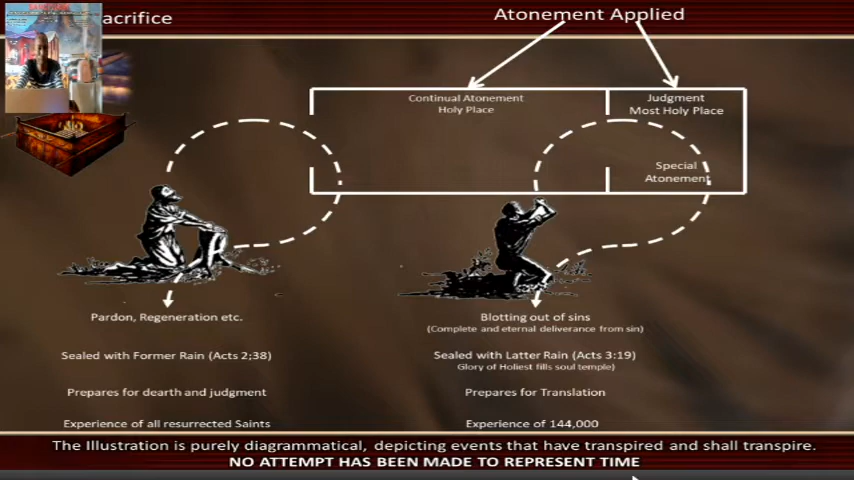 acrifice
Atonement Applied
Continual Atonement
Holy Place
Judgment
Most Holy Place
Special
Atonement
Pardon, Regeneration etc.
Sealed with Former Rain (Acts 2;38)
Prepares for dearth and judgment
Experience of all resurrected Saints
Blotting out of sins
(Complete and eternal deliverance from sin)
Sealed with Latter Rain (Acts 3:19)
Glory of Holiest fills soul temple)
Prepares for Translation
Experience of 144,000
The Illustration is purely diagrammatical, depicting events that have transpired and shall transpire.
NO ATTEMPT HAS BEEN MADE TO REPRESENT TIME